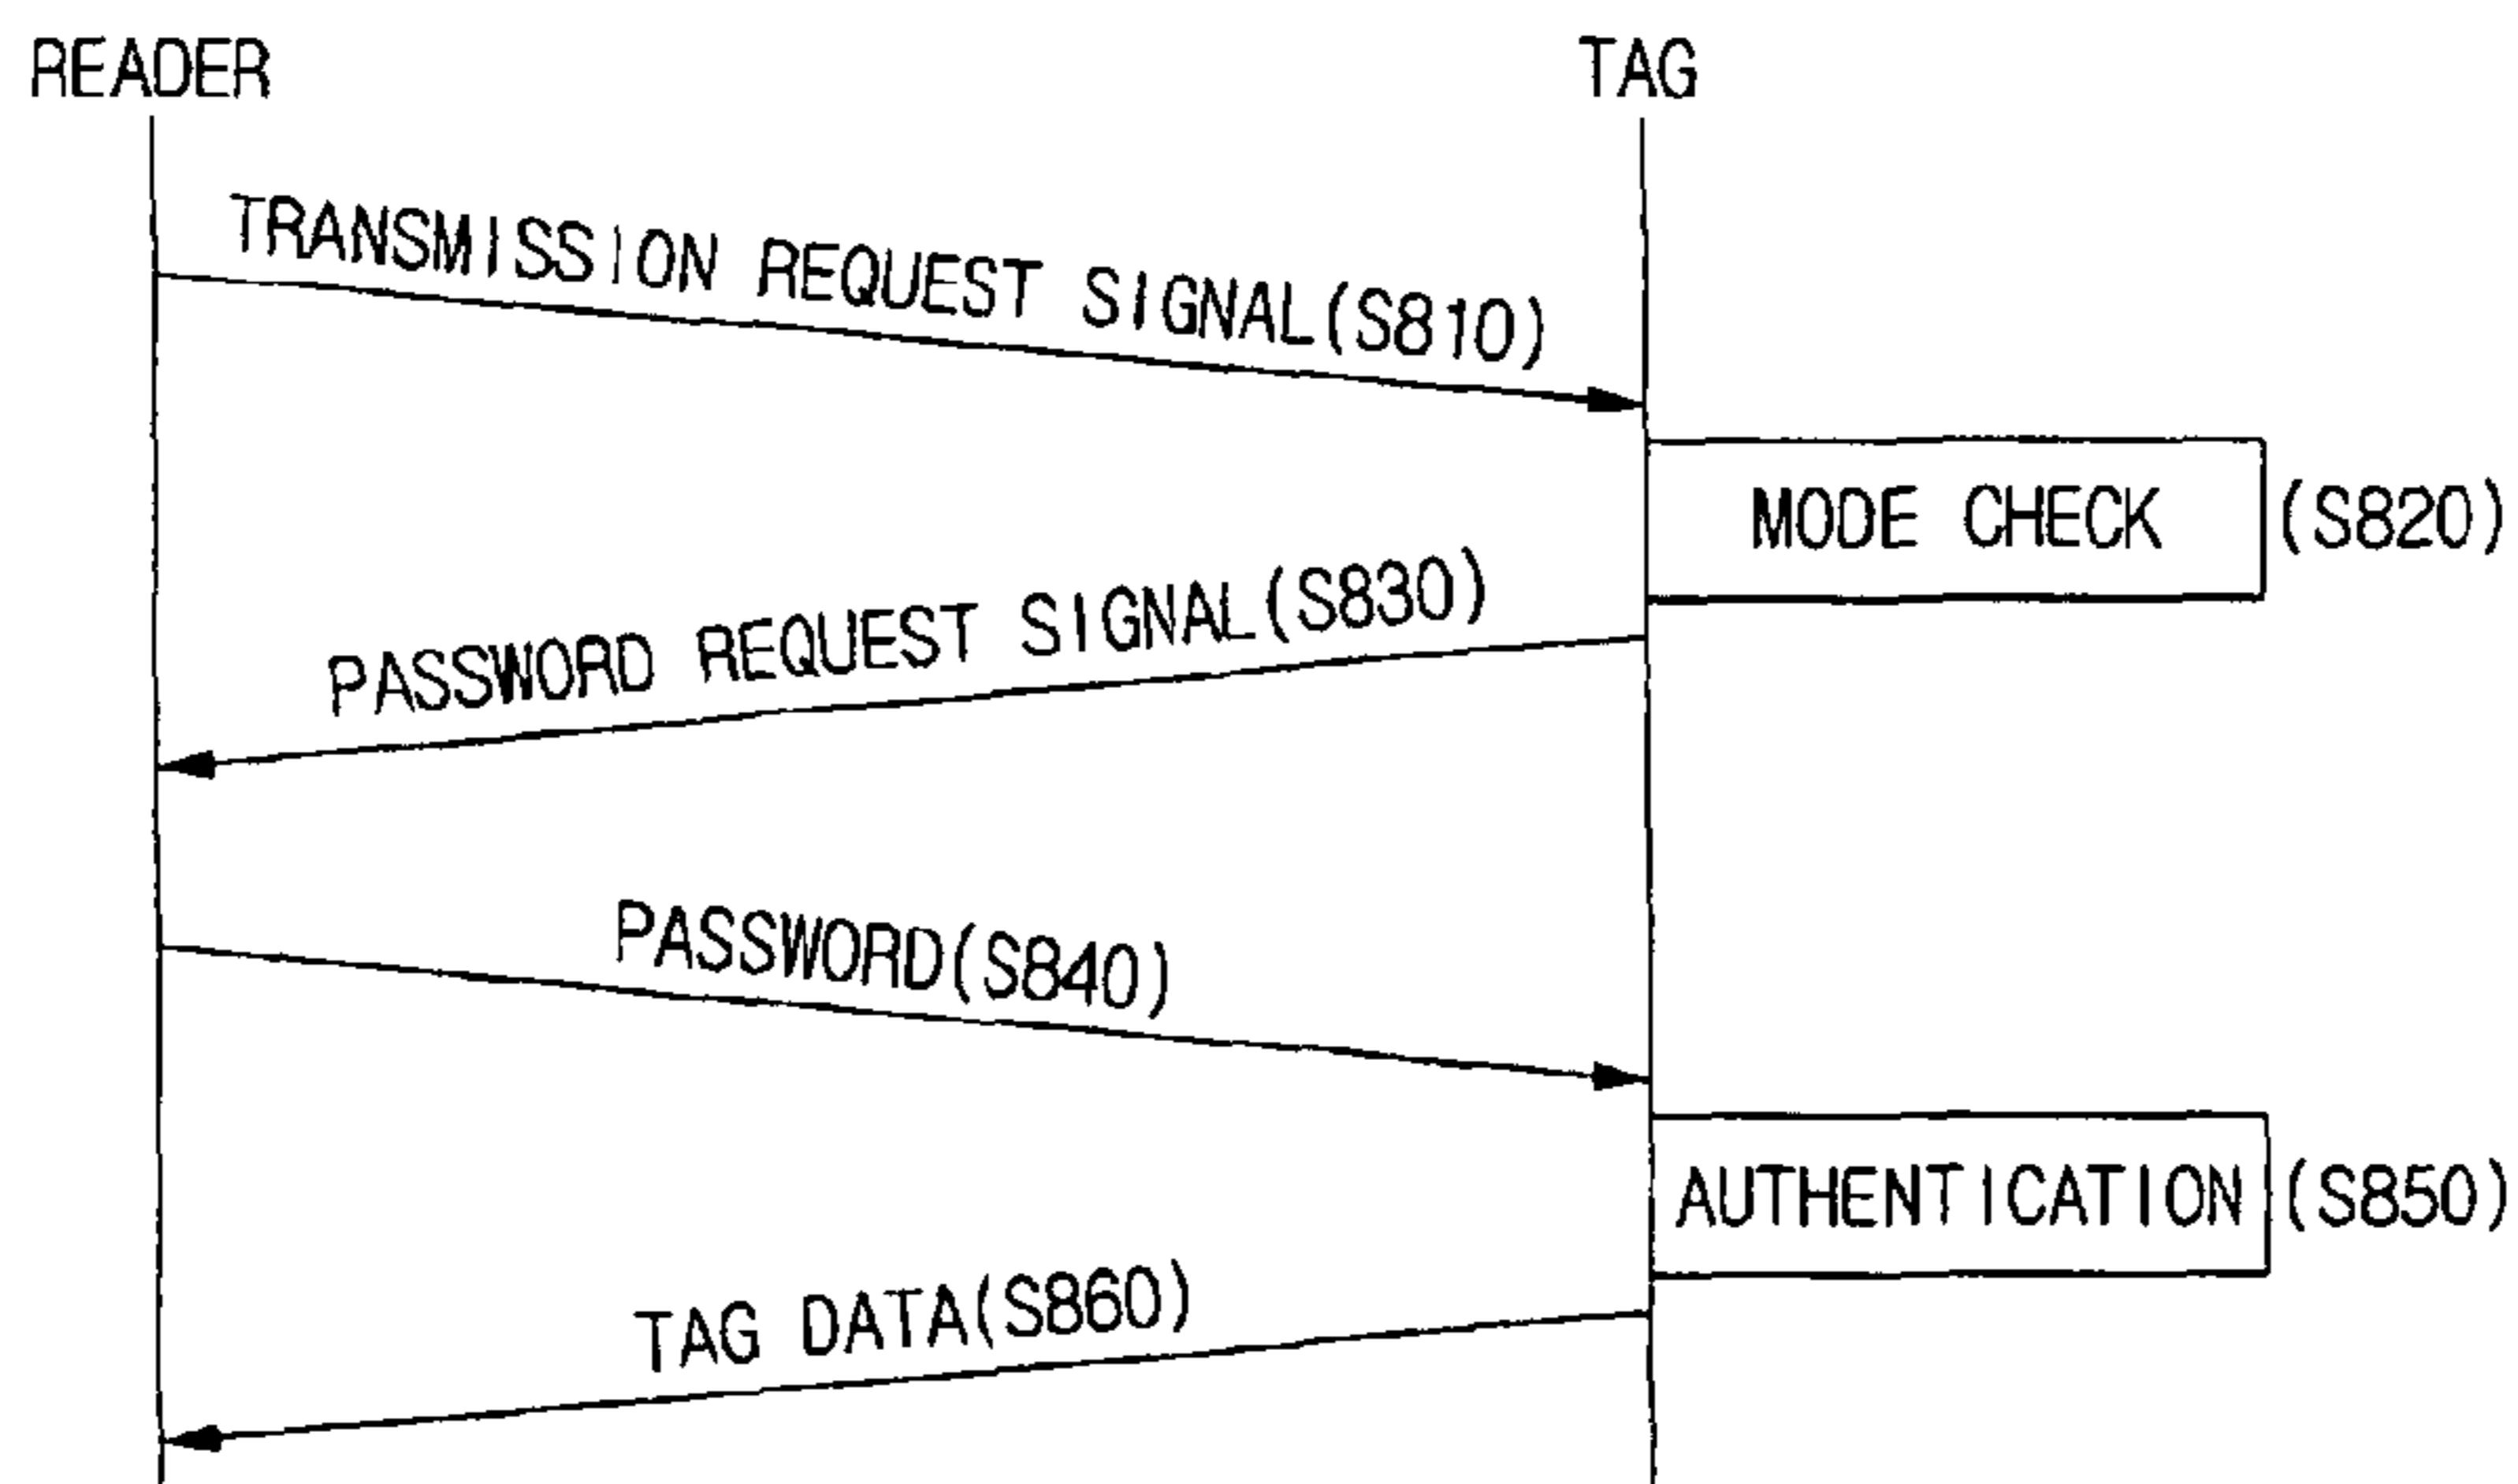 READER
TAG
TRANSMISSION REQUEST SIGNAL(S810)
MODE CHECK (S820)
PASSWORD REQUEST SIGNAL(S830)
PASSWORD(S840)
AUTHENTICATION (S850)
TAG DATA(S860)